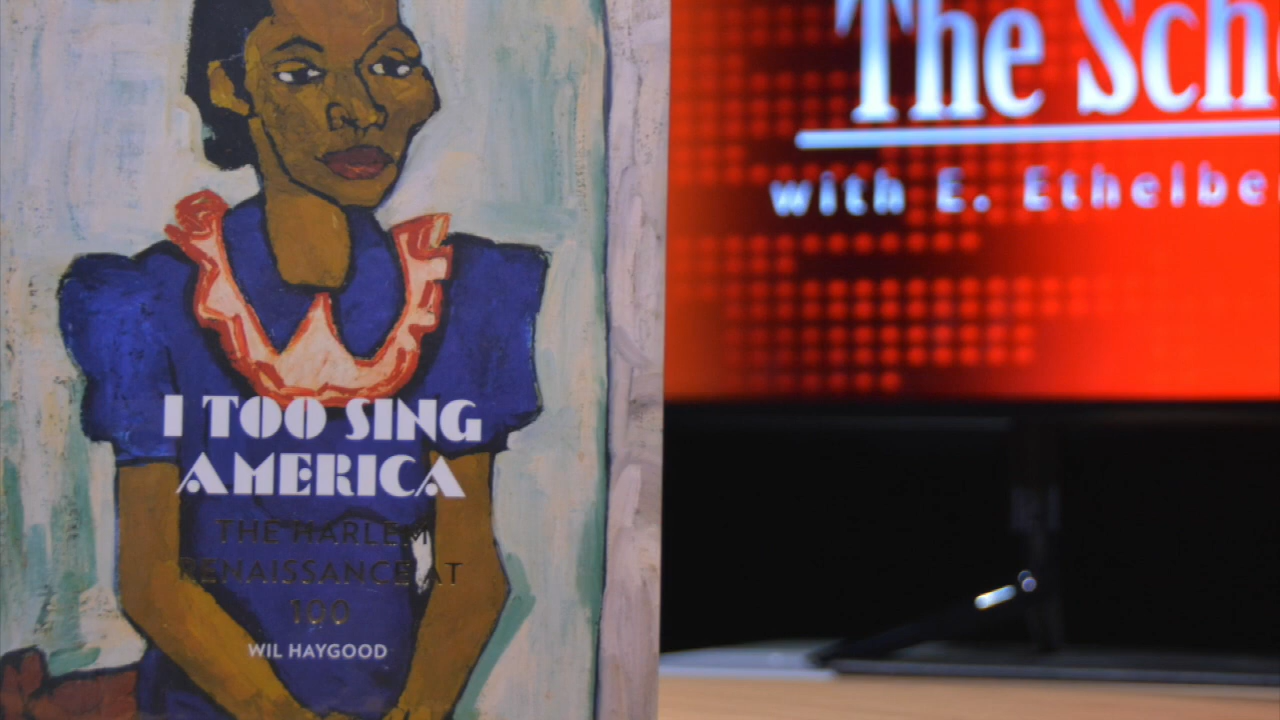 I TOO SING
AMERICA
THE HARLEM
RENAISSANCE AT
100
WIL HAYGOOD
The Sch
with E. Ethelbe